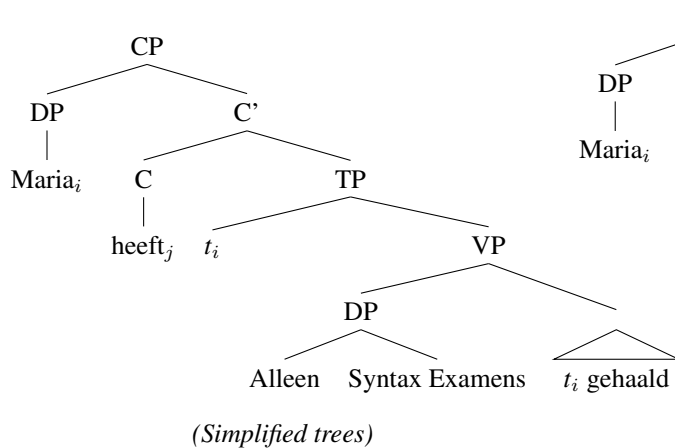 CP
DP C’ DP
Maria_i C TP Maria_i
heeft_j t_i VP
DP
Alleen Syntax Examens t_i gehaald
(Simplified trees)